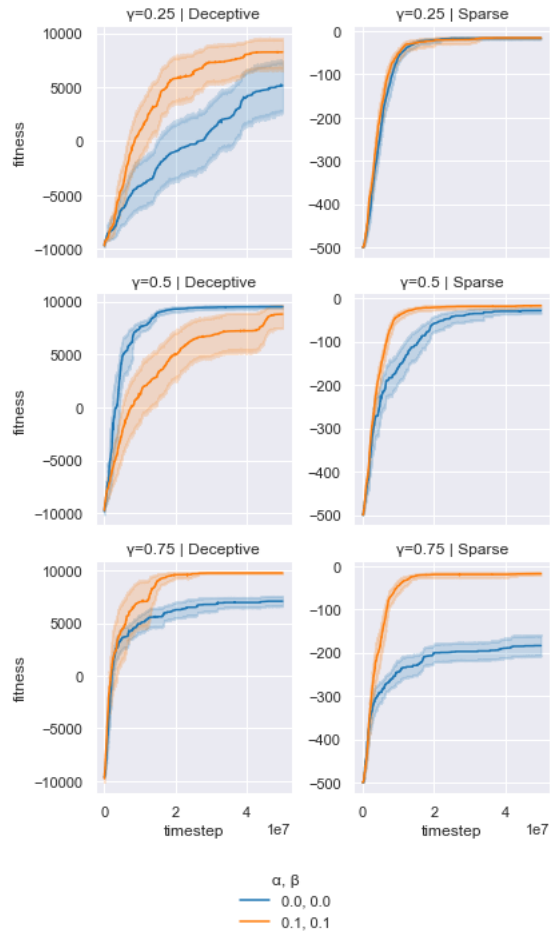 γ=0.25 | Deceptive
γ=0.25 | Sparse
10000
5000
0
−5000
−10000
fitness
0
−100
−200
−300
−400
−500
γ=0.5 | Deceptive
γ=0.5 | Sparse
10000
5000
0
−5000
−10000
fitness
0
−100
−200
−300
−400
−500
γ=0.75 | Deceptive
γ=0.75 | Sparse
10000
5000
0
−5000
−10000
fitness
0
−100
−200
−300
−400
−500
0 2 4
timestep 1e7
0 2 4
timestep 1e7
α, β
0.0, 0.0
0.1, 0.1